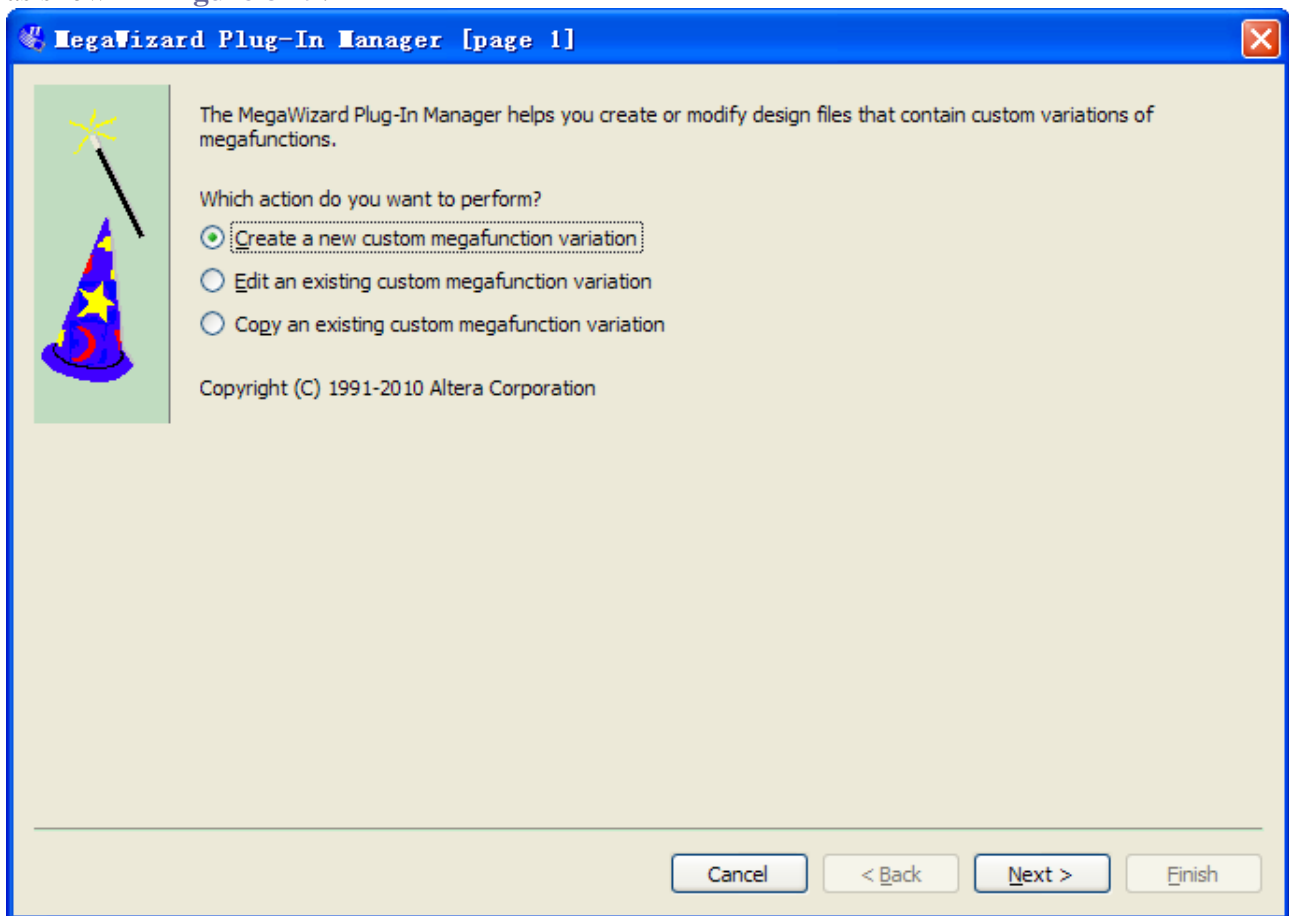 MegaWizard Plug-In Manager [page 1]
The MegaWizard Plug-In Manager helps you create or modify design files that contain custom variations of
megafunctions.
Which action do you want to perform?
Create a new custom megafunction variation
Edit an existing custom megafunction variation
Copy an existing custom megafunction variation
Copyright (C) 1991-2010 Altera Corporation
Cancel
< Back
Next >
Finish